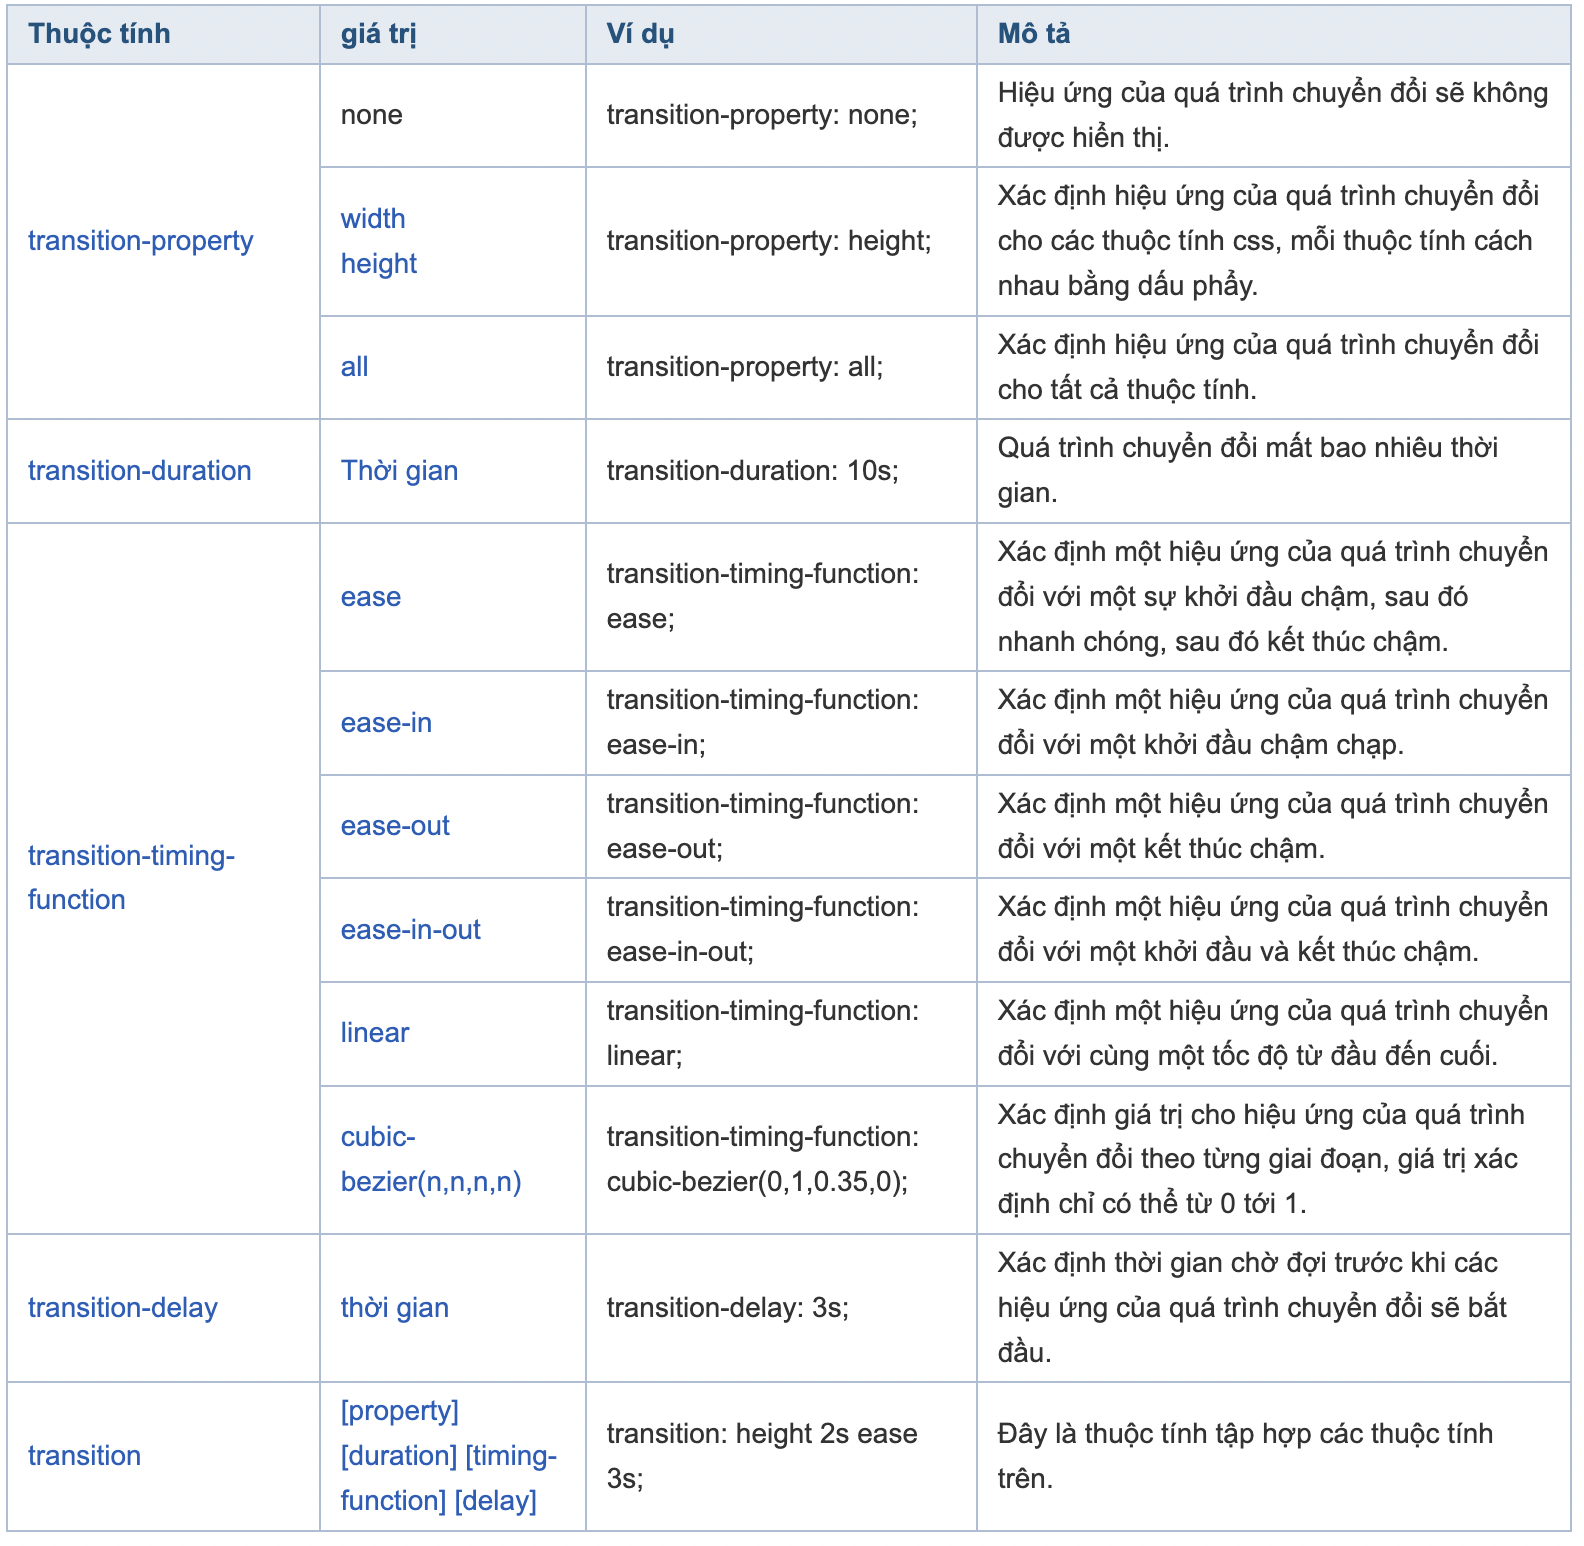 Thuộc tính
giá trị
Ví dụ
Mô tả
transition-property
none
transition-property: none;
Hiệu ứng của quá trình chuyển đổi sẽ không
được hiển thị.
width
height
transition-property: height;
Xác định hiệu ứng của quá trình chuyển đổi
cho các thuộc tính css, mỗi thuộc tính cách
nhau bằng dấu phẩy.
all
transition-property: all;
Xác định hiệu ứng của quá trình chuyển đổi
cho tất cả thuộc tính.
transition-duration
Thời gian
transition-duration: 10s;
Quá trình chuyển đổi mất bao nhiêu thời
gian.
transition-timing-
function
ease
transition-timing-function:
ease;
Xác định một hiệu ứng của quá trình chuyển
đổi với một sự khởi đầu chậm, sau đó
nhanh chóng, sau đó kết thúc chậm.
ease-in
transition-timing-function:
ease-in;
Xác định một hiệu ứng của quá trình chuyển
đổi với một khởi đầu chậm chạp.
ease-out
transition-timing-function:
ease-out;
Xác định một hiệu ứng của quá trình chuyển
đổi với một kết thúc chậm.
ease-in-out
transition-timing-function:
ease-in-out;
Xác định một hiệu ứng của quá trình chuyển
đổi với một khởi đầu và kết thúc chậm.
linear
transition-timing-function:
linear;
Xác định một hiệu ứng của quá trình chuyển
đổi với cùng một tốc độ từ đầu đến cuối.
cubic-
bezier(n,n,n,n)
transition-timing-function:
cubic-bezier(0,1,0.35,0);
Xác định giá trị cho hiệu ứng của quá trình
chuyển đổi theo từng giai đoạn, giá trị xác
định chỉ có thể từ 0 tới 1.
transition-delay
thời gian
transition-delay: 3s;
Xác định thời gian chờ đợi trước khi các
hiệu ứng của quá trình chuyển đổi sẽ bắt
đầu.
transition
[property]
[duration] [timing-
function] [delay]
transition: height 2s ease
3s;
Đây là thuộc tính tập hợp các thuộc tính
trên.